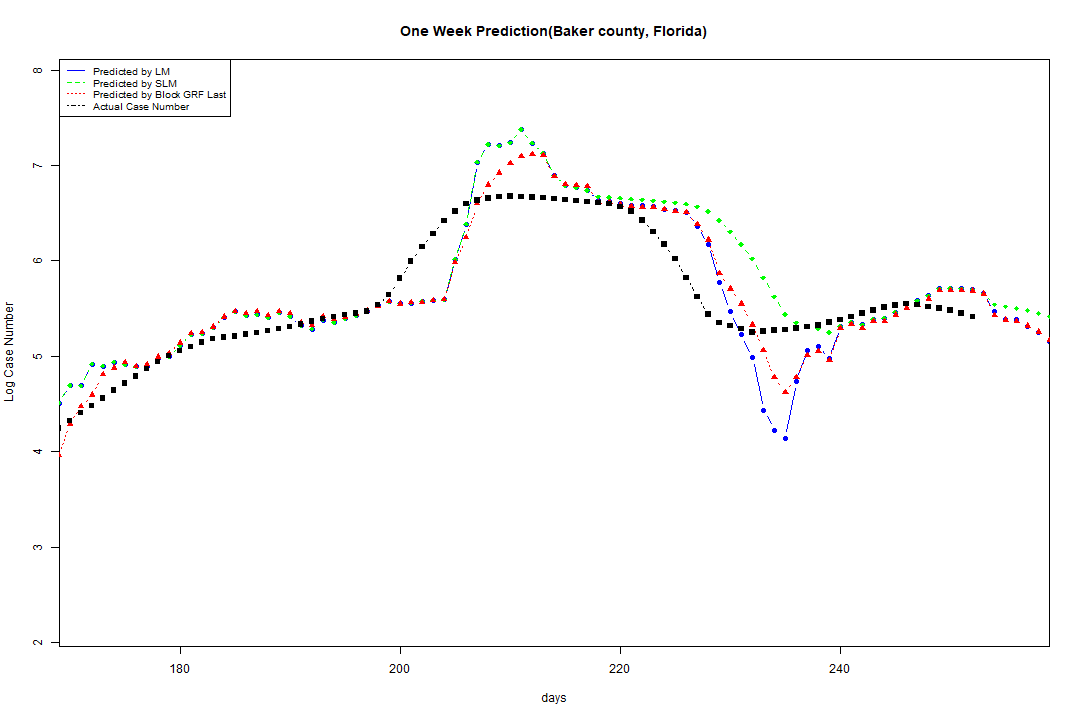 One Week Prediction(Baker county, Florida)
Predicted by LM
Predicted by SLM
Predicted by Block GRF Last
Actual Case Number
8
7
6
5
4
3
2
Log Case Number
180 200 220 240
days